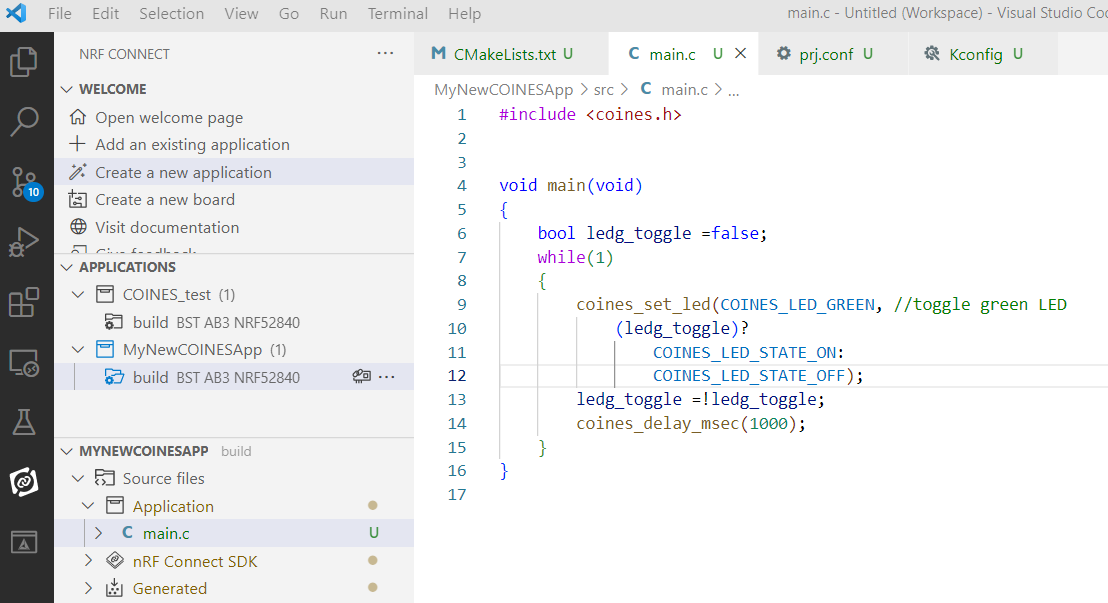 File Edit Selection View Go Run Terminal Help main.c - Untitled (Workspace) - Visual Studio
NRF CONNECT ...
WELCOME
Open welcome page
Add an existing application
Create a new application
Create a new board
Visit documentation
Give feedback
APPLICATIONS
COINES_test (1)
build BST AB3 NRF52840
MyNewCOINESApp (1)
build BST AB3 NRF52840 ...
MYNEWCOINESAPP build
Source files
Application
C main.c U
nRF Connect SDK
Generated
10
M CMakeLists.txt U C main.c U prj.conf U Kconfig U
MyNewCOINESApp > src > C main.c > ...
1 #include <coines.h>
2
3
4 void main(void)
5 {
6 bool ledg_toggle =false;
7 while(1)
8 {
9 coines_set_led(COINES_LED_GREEN, //toggle green LED
10 (ledg_toggle)?
11 COINES_LED_STATE_ON:
12 COINES_LED_STATE_OFF);
13 ledg_toggle =!ledg_toggle;
14 coines_delay_msec(1000);
15 }
16 }
17